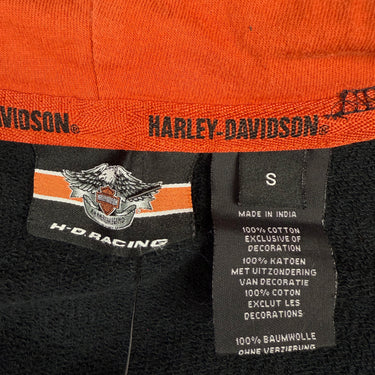 VIDSON®
HARLEY-DAVIDSON®
H-D RACING
S
MADE IN INDIA
100% COTTON
EXCLUSIVE OF
DECORATION
100% KATOEN
MET UITZONDERING
VAN DECORATIE
100% COTON
EXCLUT LES
DECORATIONS
100% BAUMWOLLE
OHNE VERZIERUNG